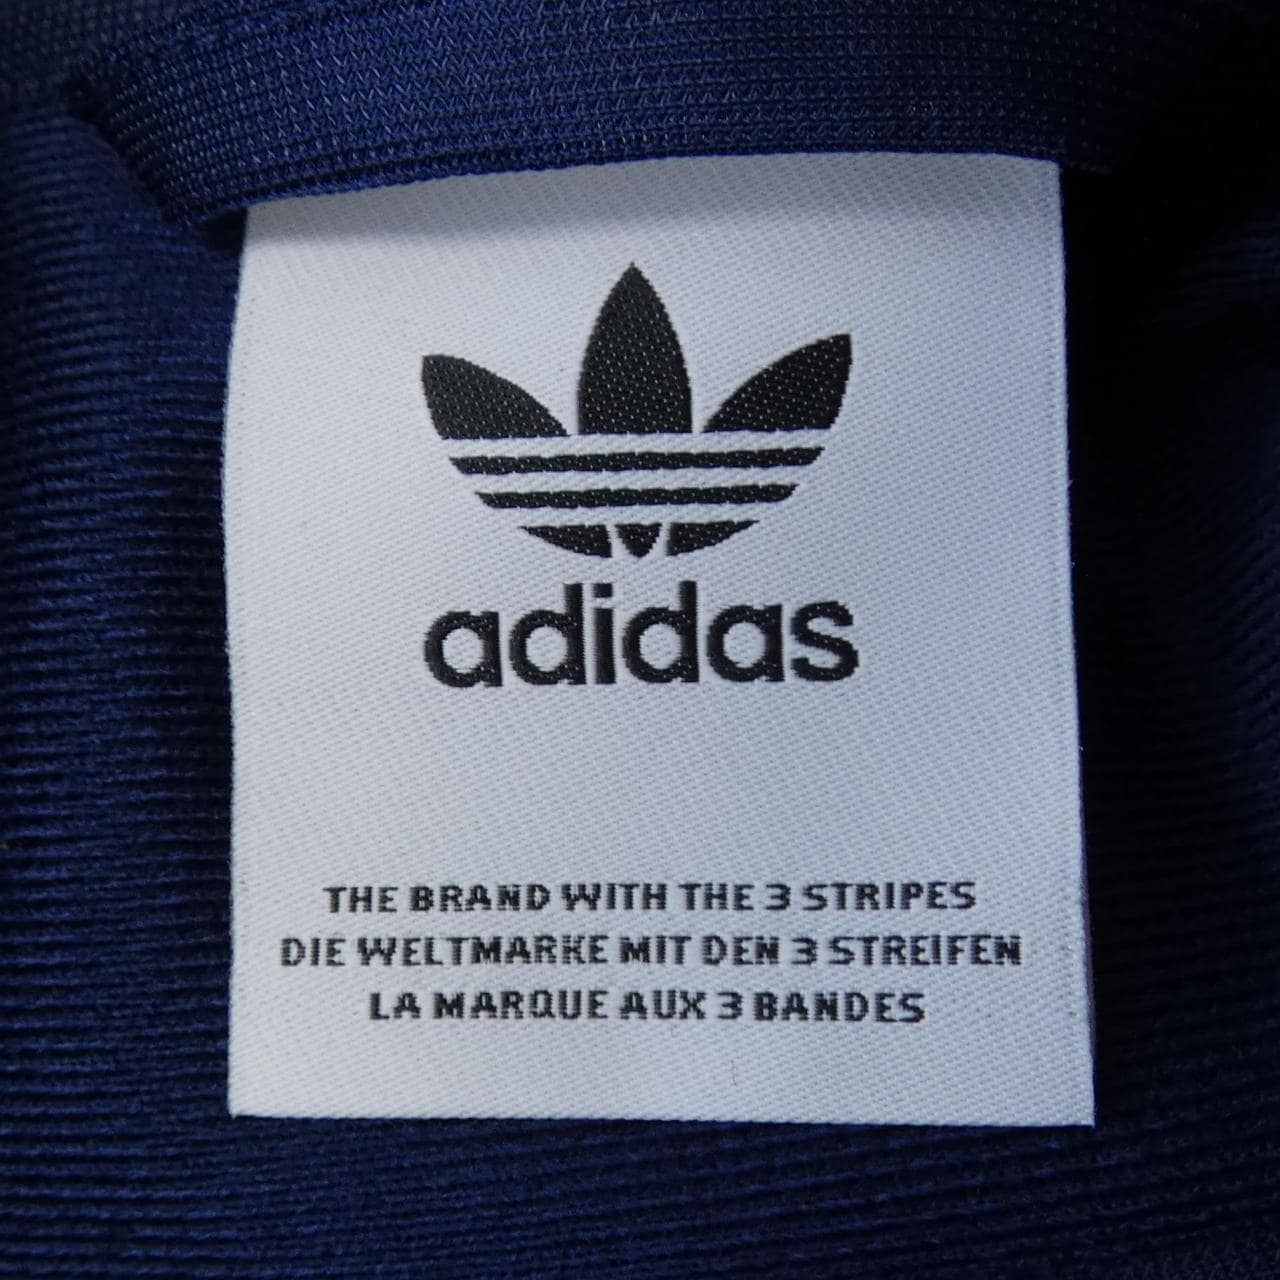 adidas
THE BRAND WITH THE 3 STRIPES
DIE WELTMARKE MIT DEN 3 STREIFEN
LA MARQUE AUX 3 BANDES